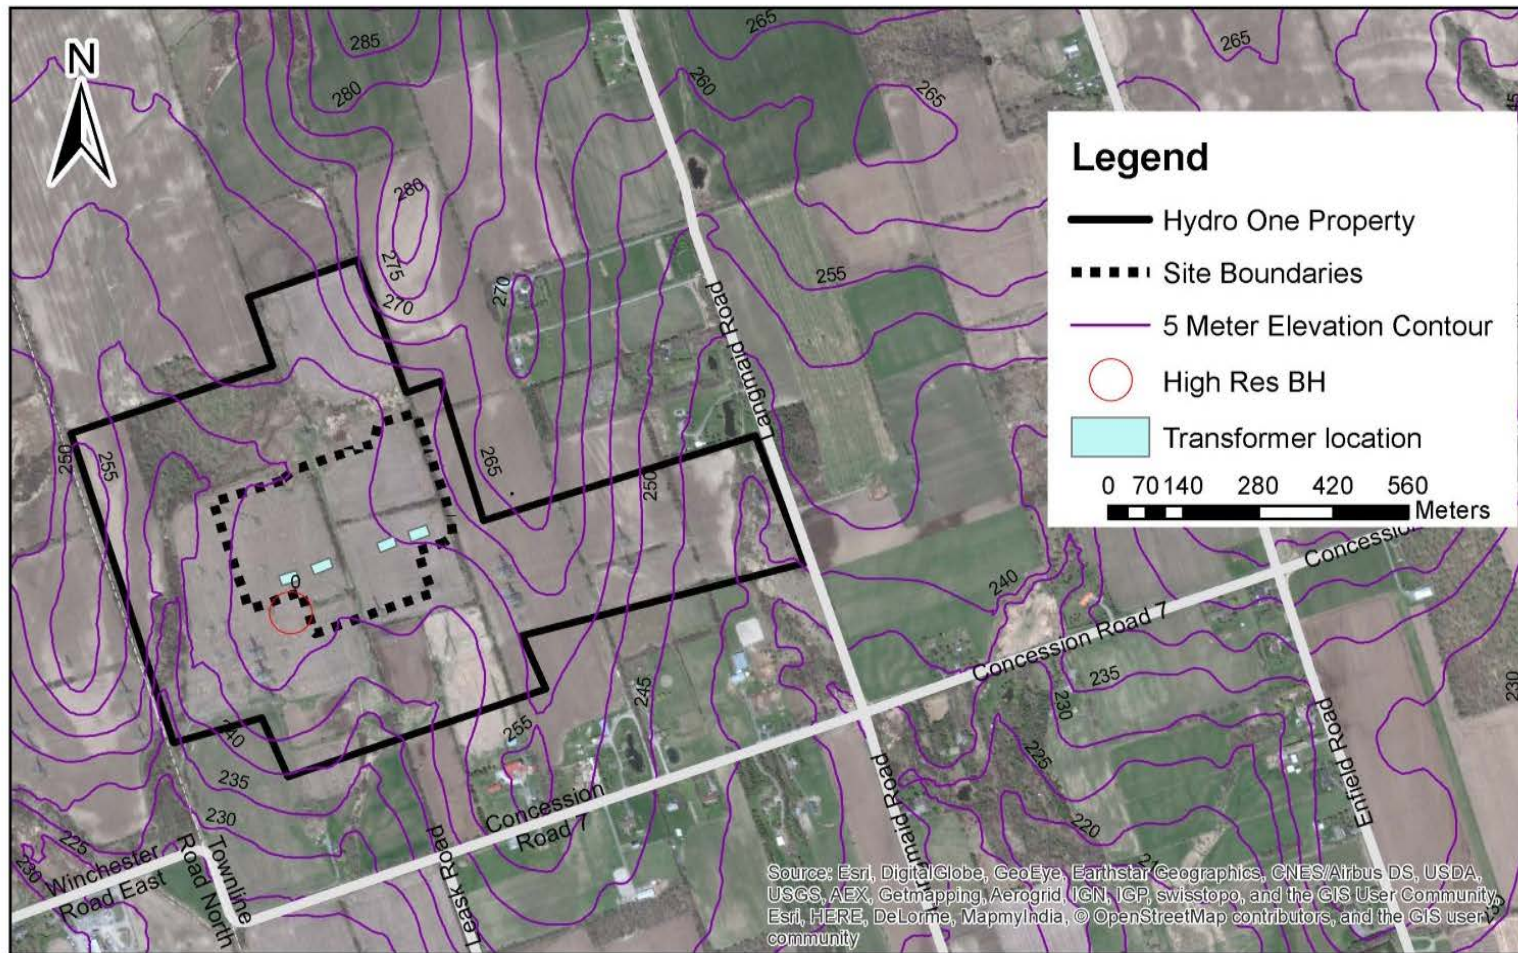 N
285
280
265
260
265
265
280
275
270
270
255
250
255
265
250
0
240
235
230
225
230
240
255
245
240
235
230
225
220
230
Langmaid Road
Concession Road 7
Concession
Road 7
Leask Road
Winchester
Road East
Townline
Road North
Langmaid Road
Enfield Road
Legend
Hydro One Property
Site Boundaries
5 Meter Elevation Contour
High Res BH
Transformer location
0 70 140 280 420 560
Meters
Source: Esri, DigitalGlobe, GeoEye, Earthstar Geographics, CNES/Airbus DS, USDA,
USGS, AEX, Getmapping, Aerogrid, IGN, IGP, swisstopo, and the GIS User Community,
Esri, HERE, DeLorme, MapmyIndia, © OpenStreetMap contributors, and the GIS user
community